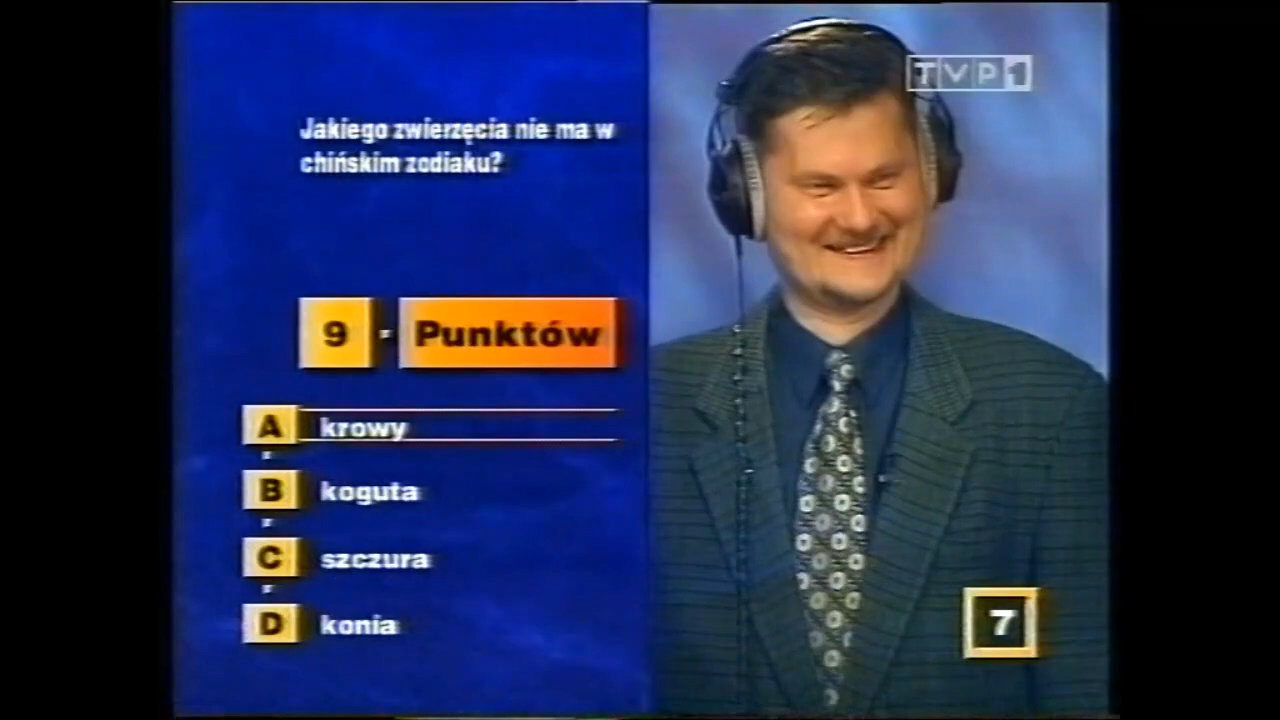 TVP1
Jakiego zwierzęcia nie ma w
chińskim zodiaku?
9 Punktów
A krowy
B koguta
C szczura
D konia
7